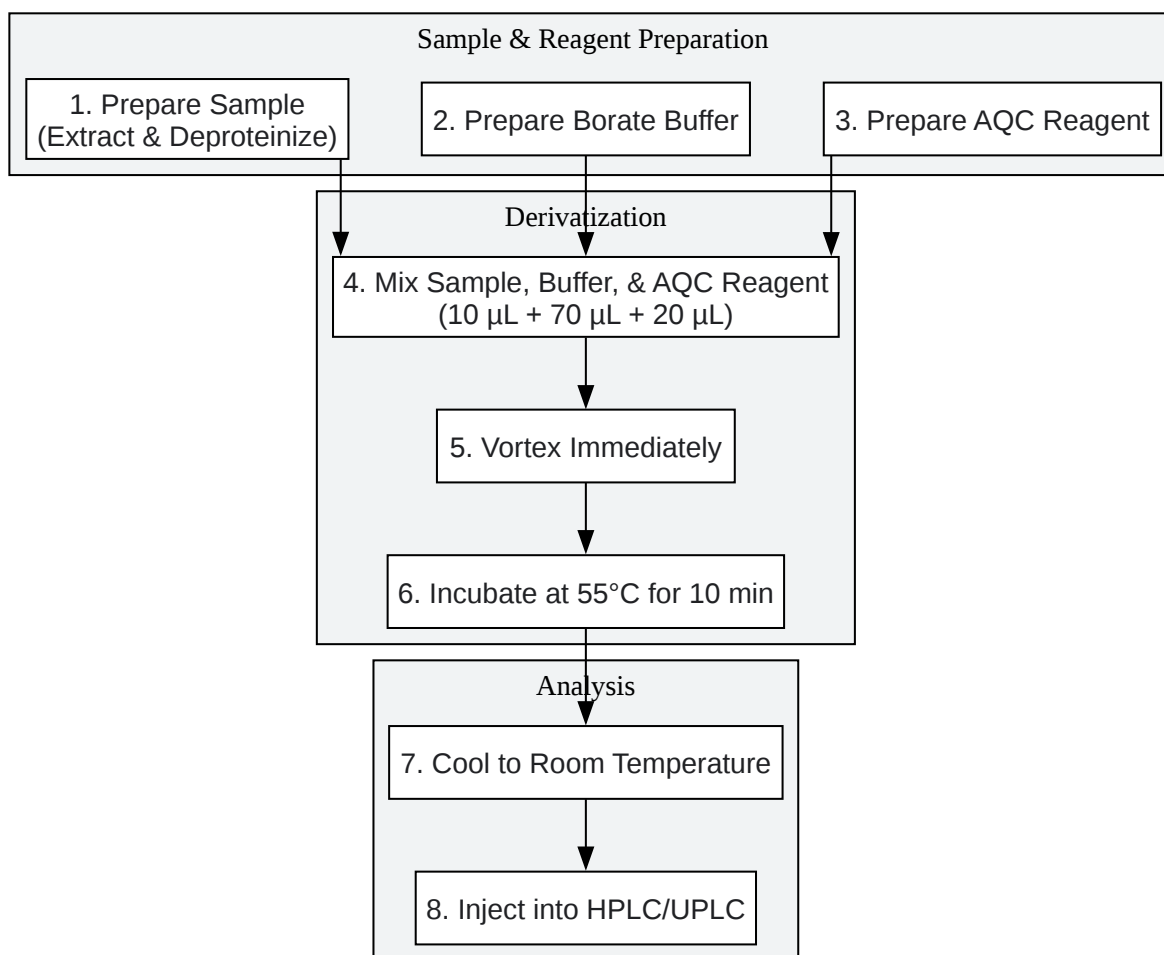 Sample & Reagent Preparation
1. Prepare Sample
(Extract & Deproteinize)
2. Prepare Borate Buffer
3. Prepare AQC Reagent
Derivatization
4. Mix Sample, Buffer, & AQC Reagent
(10 µL + 70 µL + 20 µL)
5. Vortex Immediately
6. Incubate at 55°C for 10 min
Analysis
7. Cool to Room Temperature
8. Inject into HPLC/UPLC